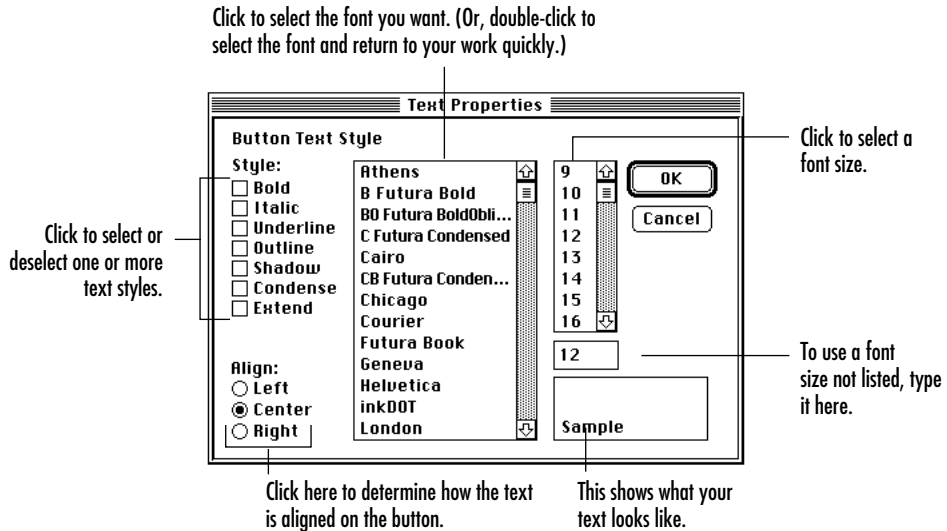 Click to select the font you want. (Or, double-click to
select the font and return to your work quickly.)
Text Properties
Button Text Style
Style:
Bold
Italic
Underline
Outline
Shadow
Condense
Extend
Click to select or
deselect one or more
text styles.
Align:
Left
Center
Right
Athens
B Futura Bold
BO Futura BoldObli...
C Futura Condensed
Cairo
CB Futura Conden...
Chicago
Courier
Futura Book
Geneva
Helvetica
inkDOT
London
9
10
11
12
13
14
15
16
12
Sample
OK
Cancel
Click to select a
font size.
To use a font
size not listed, type
it here.
Click here to determine how the text
is aligned on the button.
This shows what your
text looks like.